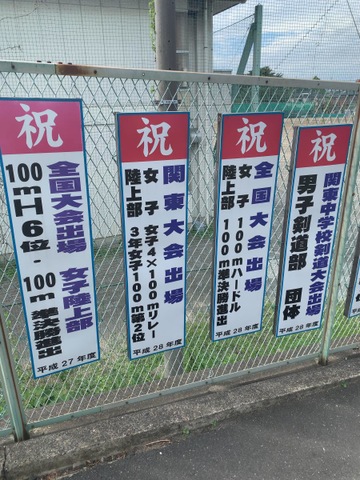 祝
全国大会出場 女子陸上部
100mH6位・100m 準決勝進出
平成27年度
祝
関東大会出場
女子 女子4×100mリレー
陸上部 3年女子100m第2位
平成28年度
祝
全国大会出場
女子 100mハードル
陸上部 100m準決勝進出
平成28年度
祝
関東中学校剣道大会出場
男子剣道部 団体
平成28年度